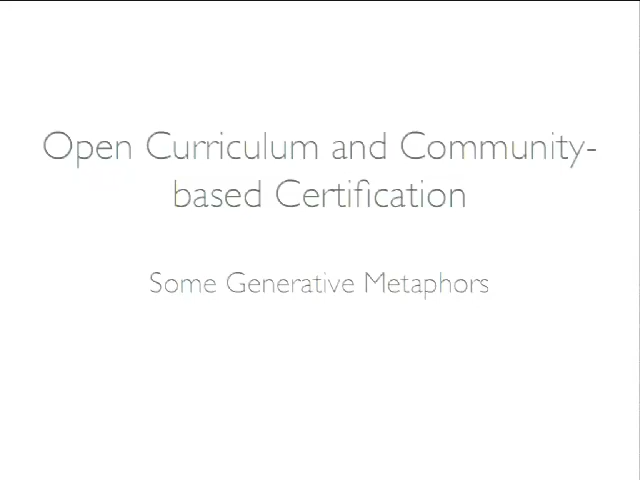 Open Curriculum and Community-
based Certification
Some Generative Metaphors